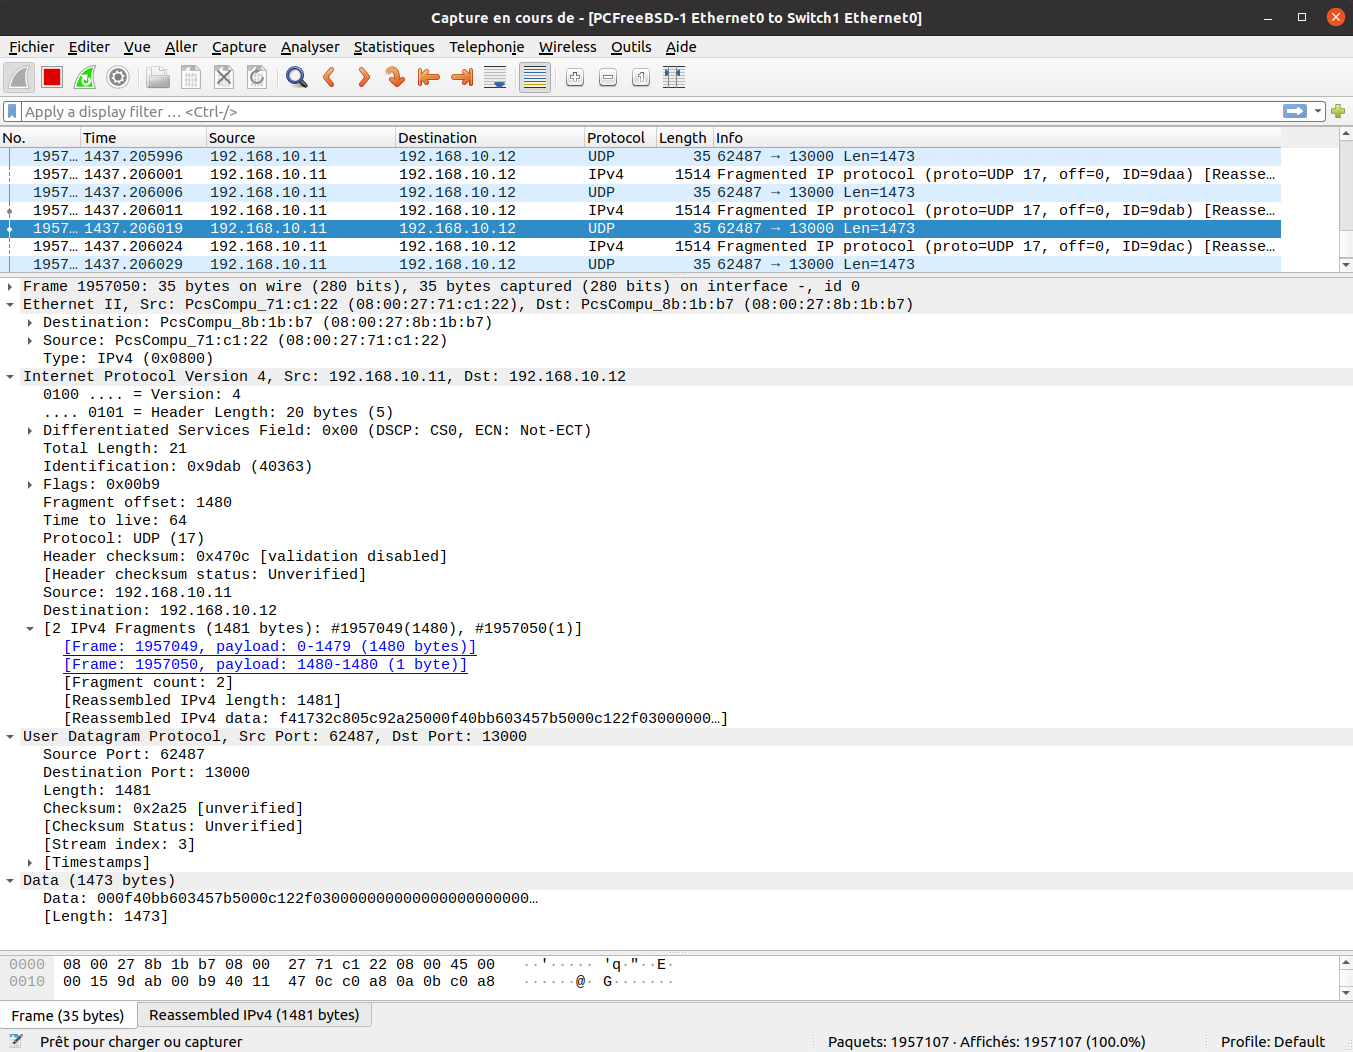 Capture en cours de - [PCFreeBSD-1 Ethernet0 to Switch1 Ethernet0]
Fichier Editer Vue Aller Capture Analyser Statistiques Telephonie Wireless Outils Aide
Apply a display filter … <Ctrl-/>
No. Time Source Destination Protocol Length Info
1957… 1437.205996 192.168.10.11 192.168.10.12 UDP 35 62487 → 13000 Len=1473
1957… 1437.206001 192.168.10.11 192.168.10.12 IPv4 1514 Fragmented IP protocol (proto=UDP 17, off=0, ID=9daa) [Reasse…
1957… 1437.206006 192.168.10.11 192.168.10.12 UDP 35 62487 → 13000 Len=1473
1957… 1437.206011 192.168.10.11 192.168.10.12 IPv4 1514 Fragmented IP protocol (proto=UDP 17, off=0, ID=9dab) [Reasse…
1957… 1437.206019 192.168.10.11 192.168.10.12 UDP 35 62487 → 13000 Len=1473
1957… 1437.206024 192.168.10.11 192.168.10.12 IPv4 1514 Fragmented IP protocol (proto=UDP 17, off=0, ID=9dac) [Reasse…
1957… 1437.206029 192.168.10.11 192.168.10.12 UDP 35 62487 → 13000 Len=1473
Frame 1957050: 35 bytes on wire (280 bits), 35 bytes captured (280 bits) on interface -, id 0
Ethernet II, Src: PcsCompu_71:c1:22 (08:00:27:71:c1:22), Dst: PcsCompu_8b:1b:b7 (08:00:27:8b:1b:b7)
Destination: PcsCompu_8b:1b:b7 (08:00:27:8b:1b:b7)
Source: PcsCompu_71:c1:22 (08:00:27:71:c1:22)
Type: IPv4 (0x0800)
Internet Protocol Version 4, Src: 192.168.10.11, Dst: 192.168.10.12
0100 .... = Version: 4
.... 0101 = Header Length: 20 bytes (5)
Differentiated Services Field: 0x00 (DSCP: CS0, ECN: Not-ECT)
Total Length: 21
Identification: 0x9dab (40363)
Flags: 0x00b9
Fragment offset: 1480
Time to live: 64
Protocol: UDP (17)
Header checksum: 0x470c [validation disabled]
[Header checksum status: Unverified]
Source: 192.168.10.11
Destination: 192.168.10.12
[2 IPv4 Fragments (1481 bytes): #1957049(1480), #1957050(1)]
[Frame: 1957049, payload: 0-1479 (1480 bytes)]
[Frame: 1957050, payload: 1480-1480 (1 byte)]
[Fragment count: 2]
[Reassembled IPv4 length: 1481]
[Reassembled IPv4 data: f41732c805c92a25000f40bb603457b5000c122f03000000…]
User Datagram Protocol, Src Port: 62487, Dst Port: 13000
Source Port: 62487
Destination Port: 13000
Length: 1481
Checksum: 0x2a25 [unverified]
[Checksum Status: Unverified]
[Stream index: 3]
[Timestamps]
Data (1473 bytes)
Data: 000f40bb603457b5000c122f030000000000000000000000…
[Length: 1473]
0000 08 00 27 8b 1b b7 08 00 27 71 c1 22 08 00 45 00 ··'····· 'q·"··E·
0010 00 15 9d ab 00 b9 40 11 47 0c c0 a8 0a 0b c0 a8 ······@· G·······
Frame (35 bytes) Reassembled IPv4 (1481 bytes)
Prêt pour charger ou capturer Paquets: 1957107 · Affichés: 1957107 (100.0%) Profile: Default